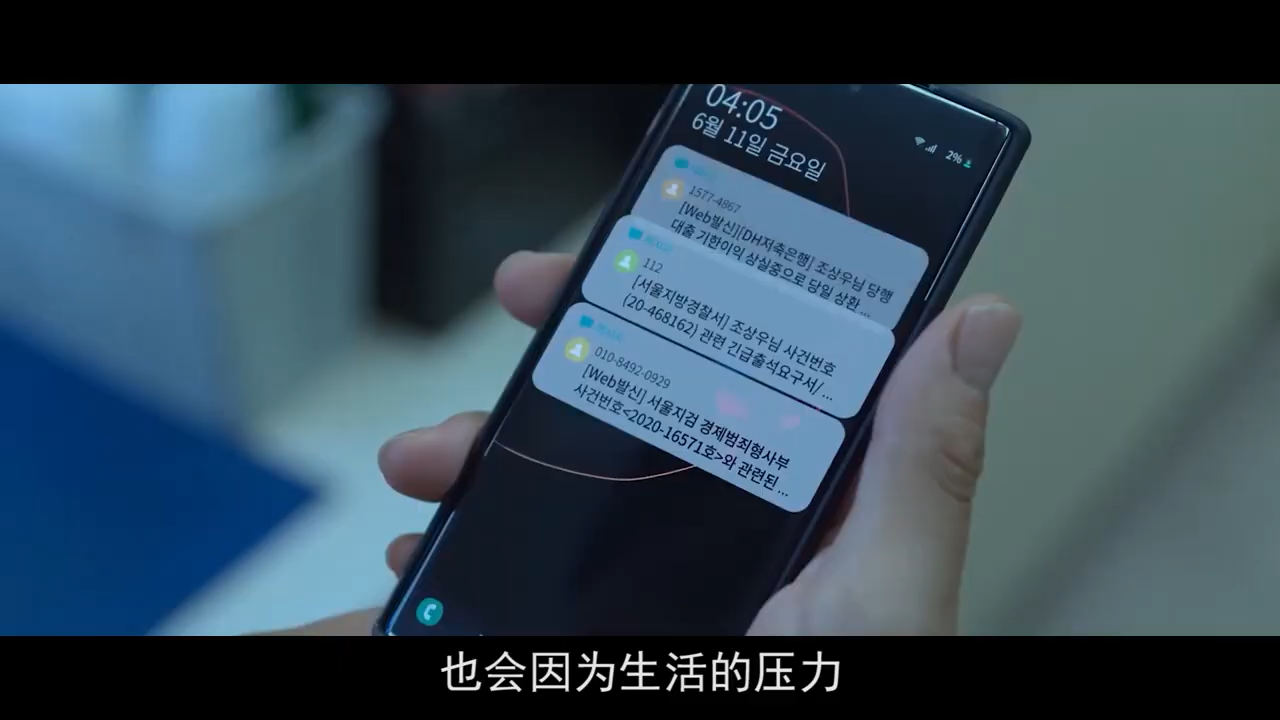 04:05
6월 11일 금요일
2%
1577-4867
[Web발신][DH저축은행] 조상우님 당행
대출 기한이익 상실중으로 당일 상환 ...
메시지
112
[서울지방경찰서] 조상우님 사건번호
(20-468162) 관련 긴급출석요구서/ ...
메시지
010-8492-0929
[Web발신] 서울지검 경제범죄형사부
사건번호<2020-16571호>와 관련된 ...
也会因为生活的压力